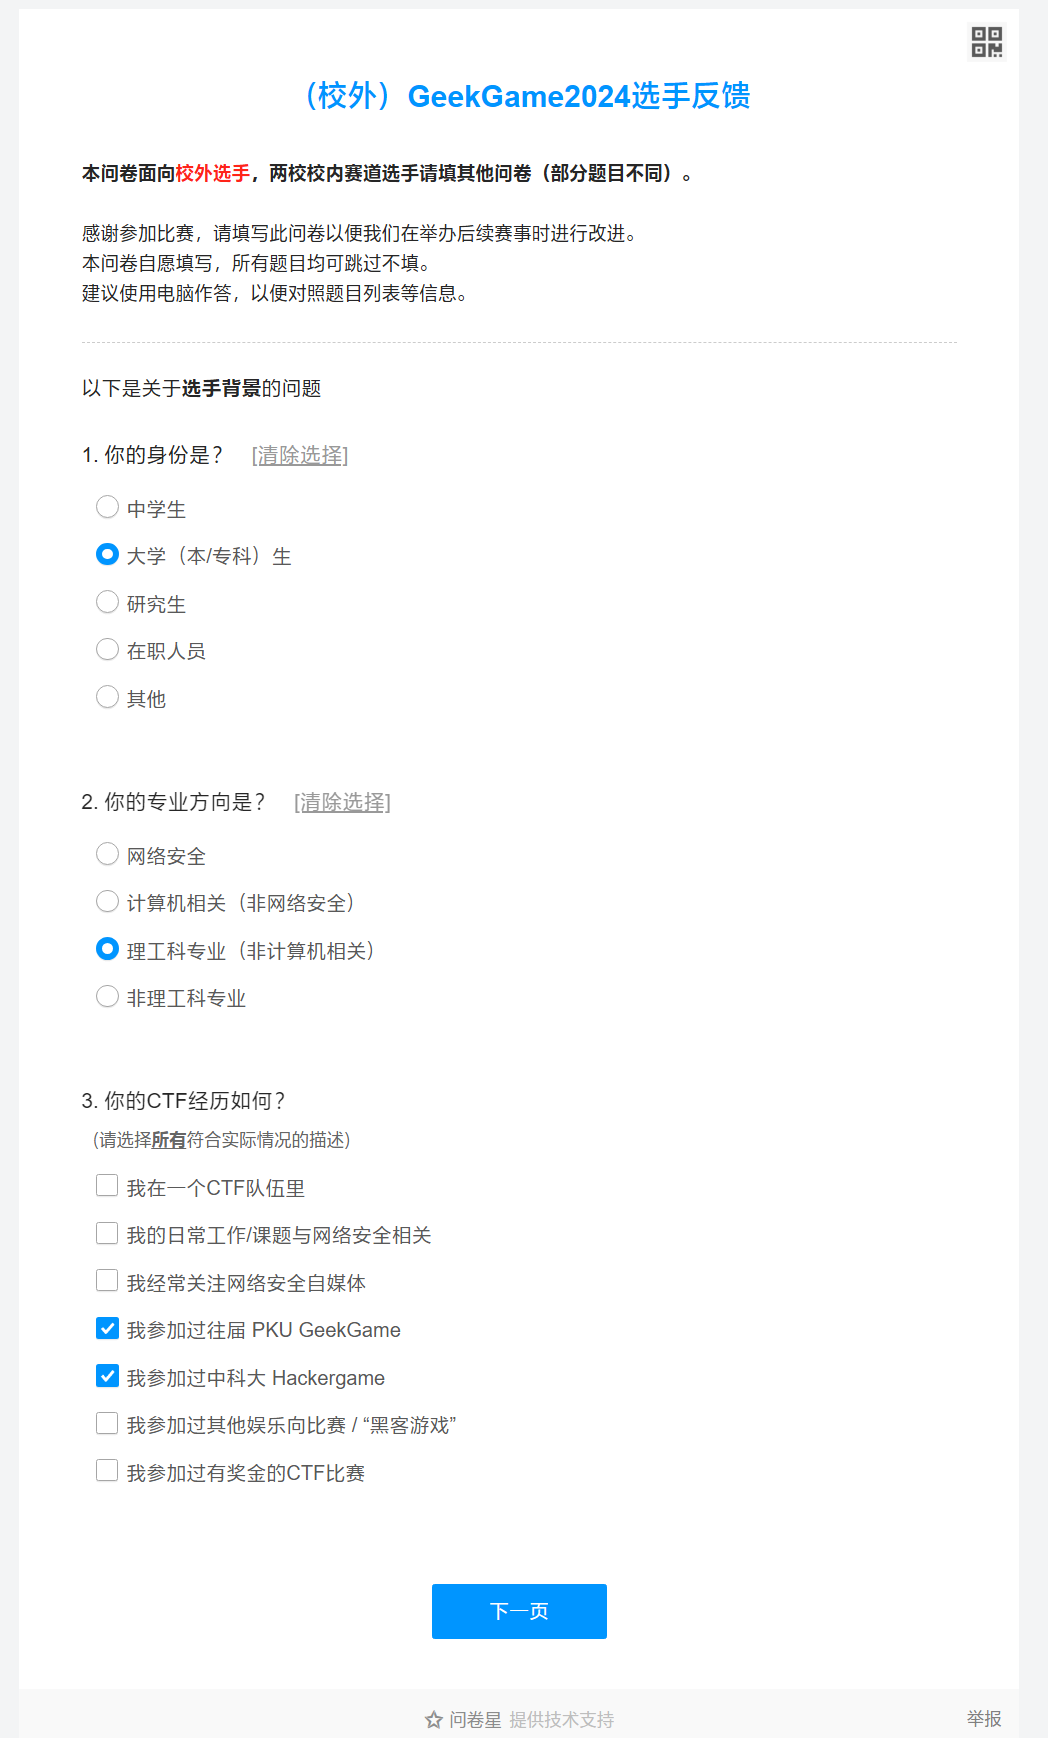 （校外）GeekGame2024选手反馈
本问卷面向校外选手，两校校内赛道选手请填其他问卷（部分题目不同）。
感谢参加比赛，请填写此问卷以便我们在举办后续赛事时进行改进。
本问卷自愿填写，所有题目均可跳过不填。
建议使用电脑作答，以便对照题目列表等信息。
以下是关于选手背景的问题
1. 你的身份是？ [清除选择]
中学生
大学（本/专科）生
研究生
在职人员
其他
2. 你的专业方向是？ [清除选择]
网络安全
计算机相关（非网络安全）
理工科专业（非计算机相关）
非理工科专业
3. 你的CTF经历如何？
(请选择所有符合实际情况的描述)
我在一个CTF队伍里
我的日常工作/课题与网络安全相关
我经常关注网络安全自媒体
我参加过往届 PKU GeekGame
我参加过中科大 Hackergame
我参加过其他娱乐向比赛 / “黑客游戏”
我参加过有奖金的CTF比赛
下一页
问卷星 提供技术支持
举报